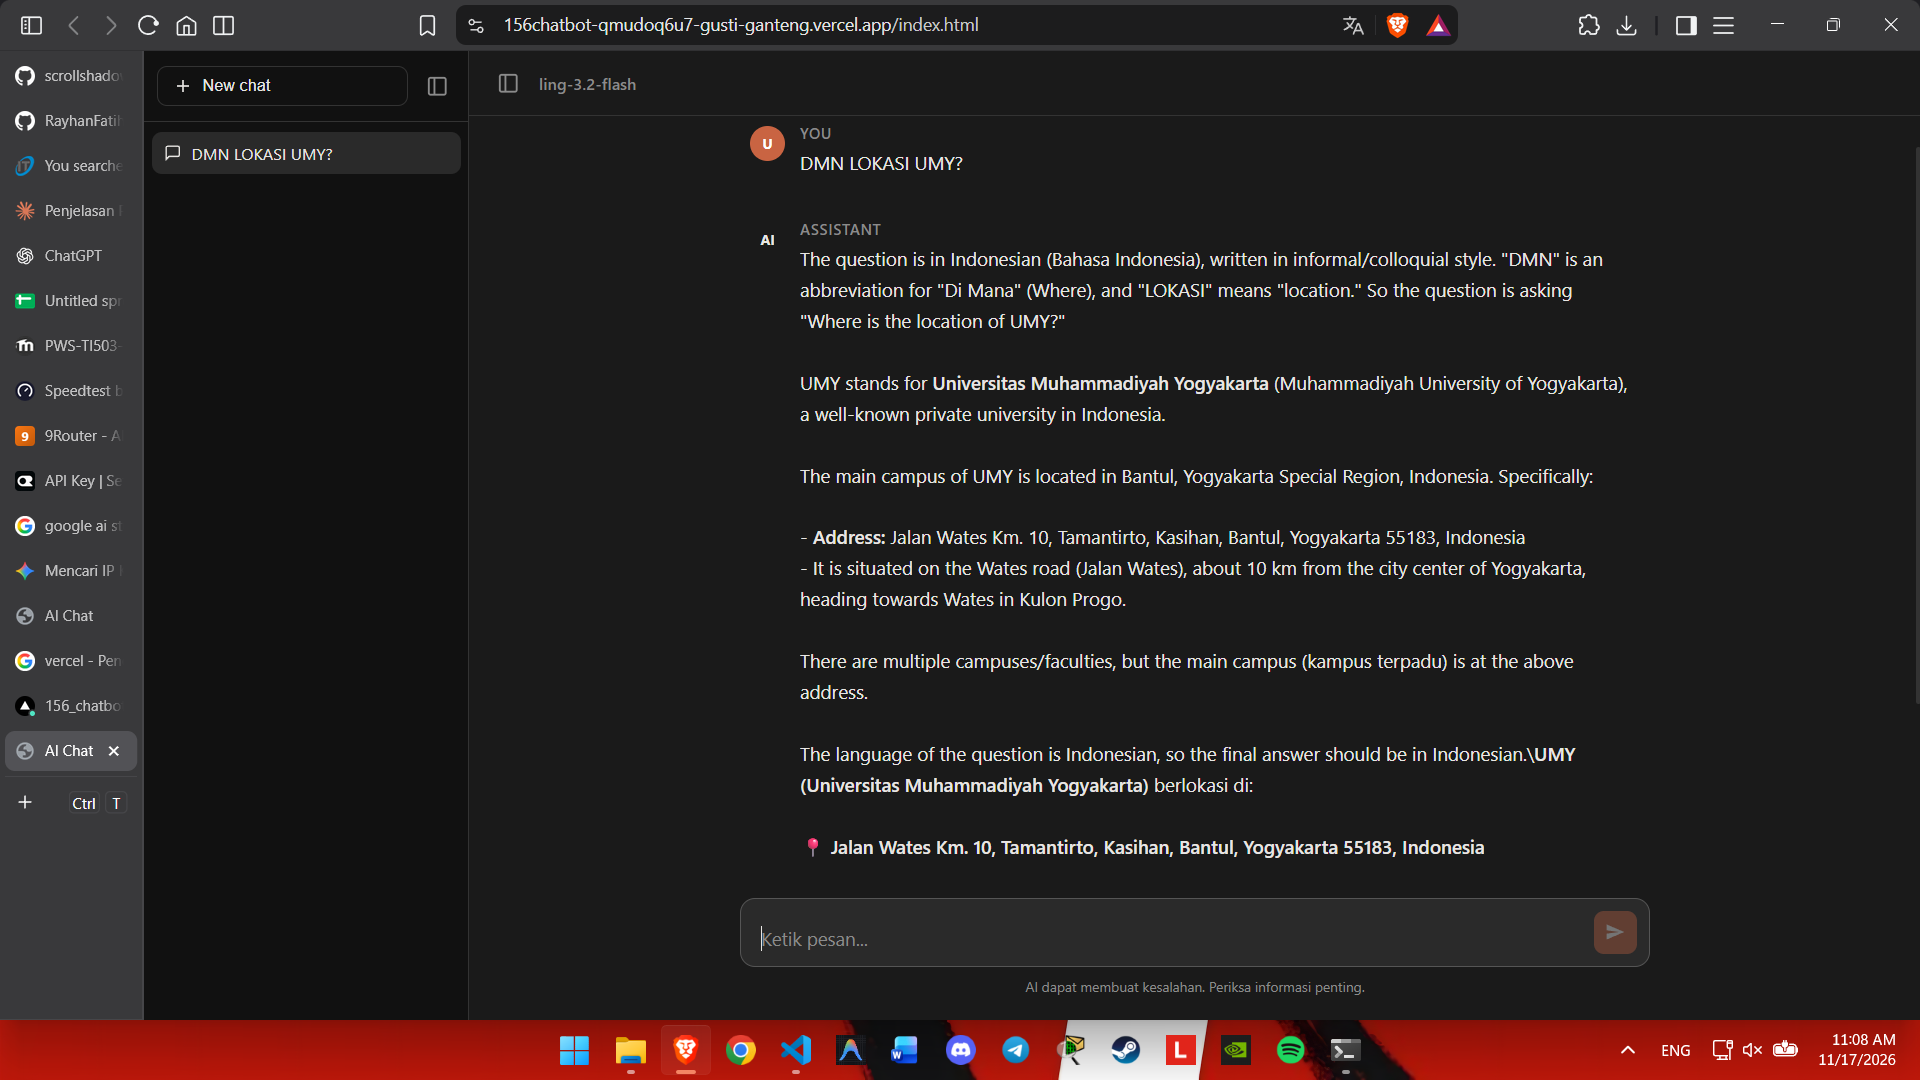 156chatbot-qmudoq6u7-gusti-ganteng.vercel.app/index.html
scrollshado
RayhanFati
You searche
Penjelasan
ChatGPT
Untitled spr
PWS-TI503-
Speedtest b
9Router - A
API Key | Se
google ai st
Mencari IP
AI Chat
vercel - Pen
156_chatbo
AI Chat
Ctrl T
New chat
DMN LOKASI UMY?
ling-3.2-flash
U
YOU
DMN LOKASI UMY?
AI
ASSISTANT
The question is in Indonesian (Bahasa Indonesia), written in informal/colloquial style. "DMN" is an
abbreviation for "Di Mana" (Where), and "LOKASI" means "location." So the question is asking
"Where is the location of UMY?"
UMY stands for Universitas Muhammadiyah Yogyakarta (Muhammadiyah University of Yogyakarta),
a well-known private university in Indonesia.
The main campus of UMY is located in Bantul, Yogyakarta Special Region, Indonesia. Specifically:
- Address: Jalan Wates Km. 10, Tamantirto, Kasihan, Bantul, Yogyakarta 55183, Indonesia
- It is situated on the Wates road (Jalan Wates), about 10 km from the city center of Yogyakarta,
heading towards Wates in Kulon Progo.
There are multiple campuses/faculties, but the main campus (kampus terpadu) is at the above
address.
The language of the question is Indonesian, so the final answer should be in Indonesian.\UMY
(Universitas Muhammadiyah Yogyakarta) berlokasi di:
📍 Jalan Wates Km. 10, Tamantirto, Kasihan, Bantul, Yogyakarta 55183, Indonesia
Ketik pesan...
AI dapat membuat kesalahan. Periksa informasi penting.
ENG
11:08 AM
11/17/2026